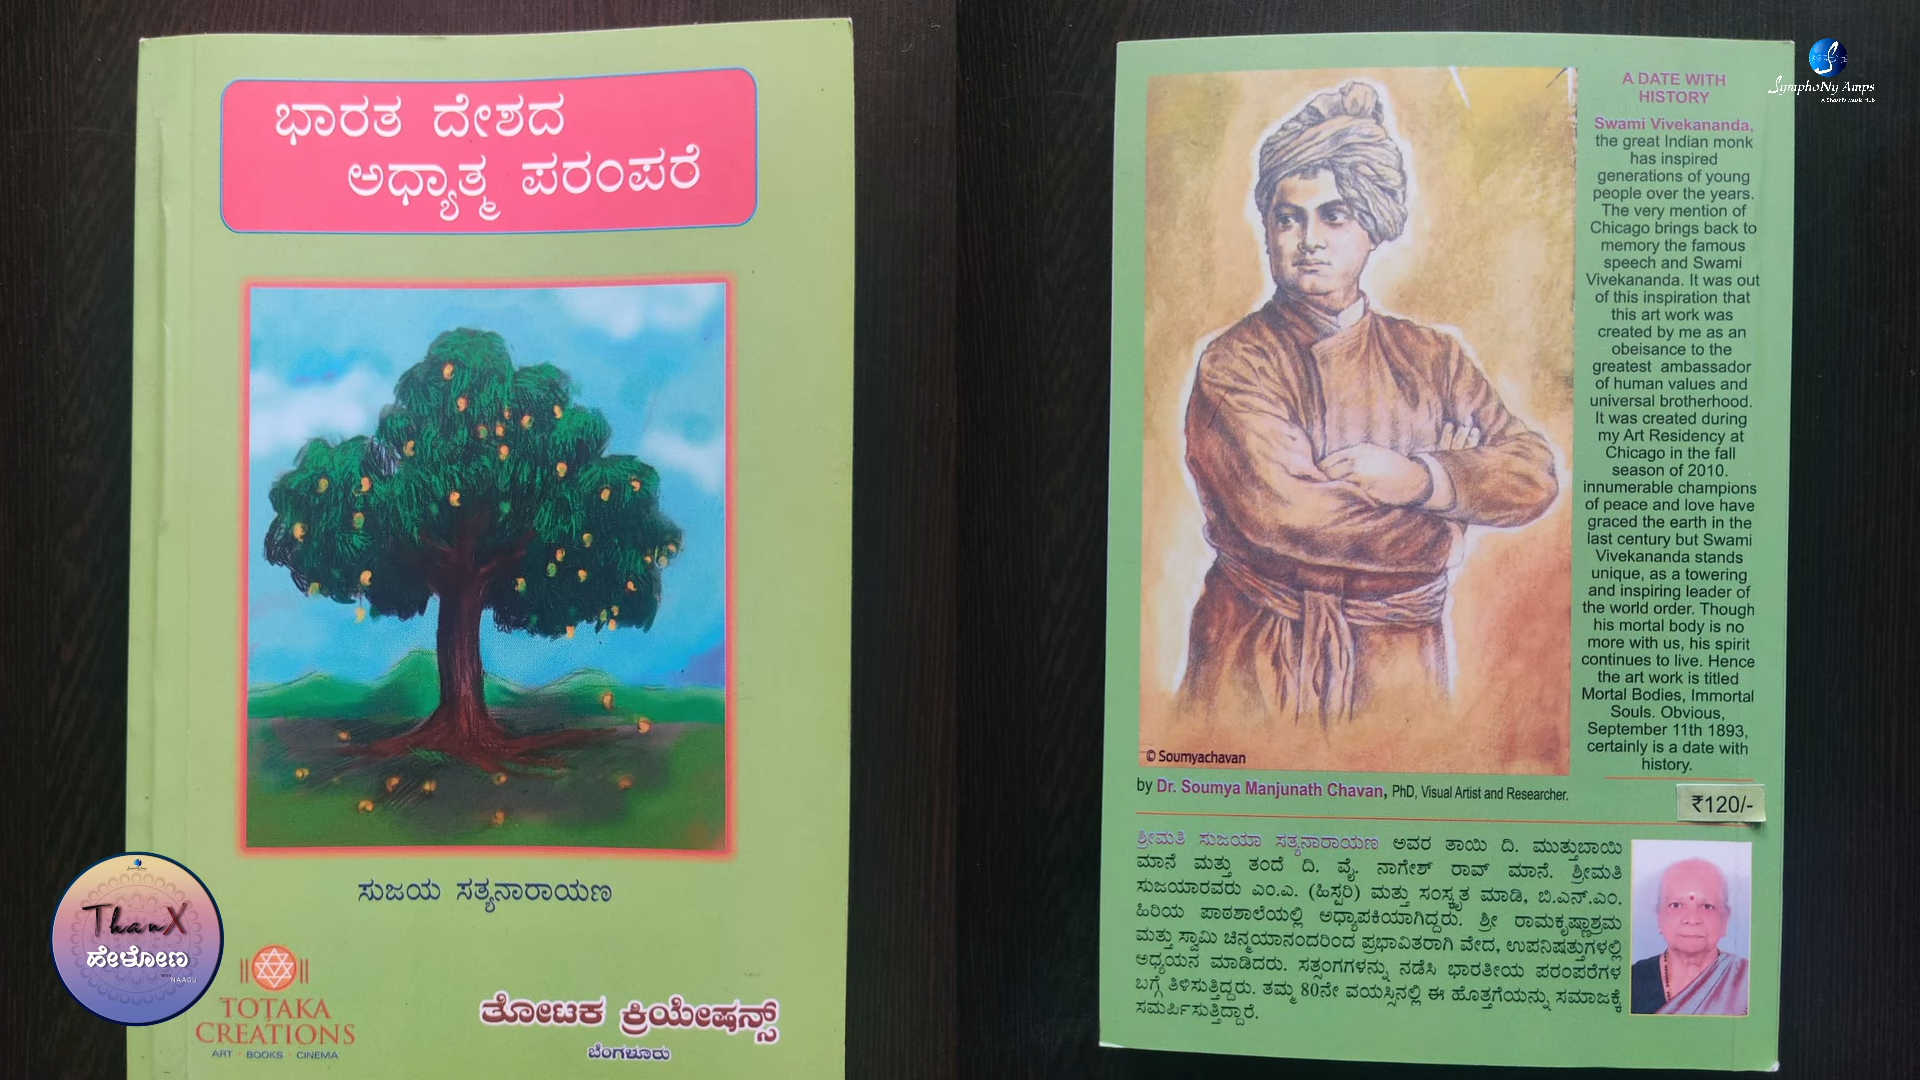 ಭಾರತ ದೇಶದ
ಅಧ್ಯಾತ್ಮ ಪರಂಪರೆ
ಸುಜಯ ಸತ್ಯನಾರಾಯಣ
TOTAKA
CREATIONS
ART · BOOKS · CINEMA
ತೋಟಕ ಕ್ರಿಯೇಷನ್ಸ್
ಬೆಂಗಳೂರು
ThanX
ಹೇಳೋಣ
NAAGU
SymphoNy Amps
A DATE WITH
HISTORY
Swami Vivekananda,
the great Indian monk
has inspired
generations of young
people over the years.
The very mention of
Chicago brings back to
memory the famous
speech and Swami
Vivekananda. It was out
of this inspiration that
this art work was
created by me as an
obeisance to the
greatest ambassador
of human values and
universal brotherhood.
It was created during
my Art Residency at
Chicago in the fall
season of 2010.
innumerable champions
of peace and love have
graced the earth in the
last century but Swami
Vivekananda stands
unique, as a towering
and inspiring leader of
the world order. Though
his mortal body is no
more with us, his spirit
continues to live. Hence
the art work is titled
Mortal Bodies, Immortal
Souls. Obvious,
September 11th 1893,
certainly is a date with
history.
© Soumyachavan
by Dr. Soumya Manjunath Chavan, PhD, Visual Artist and Researcher.
₹120/-
ಶ್ರೀಮತಿ ಸುಜಯಾ ಸತ್ಯನಾರಾಯಣ ಅವರ ತಾಯಿ ದಿ. ಮುತ್ತುಬಾಯಿ
ಮಾನೆ ಮತ್ತು ತಂದೆ ದಿ. ವೈ. ನಾಗೇಶ್ ರಾವ್ ಮಾನೆ. ಶ್ರೀಮತಿ
ಸುಜಯಾರವರು ಎಂ.ಎ. (ಹಿಸ್ಟರಿ) ಮತ್ತು ಸಂಸ್ಕೃತ ಮಾಡಿ, ಬಿ.ಎನ್.ಎಂ.
ಹಿರಿಯ ಪಾಠಶಾಲೆಯಲ್ಲಿ ಅಧ್ಯಾಪಕಿಯಾಗಿದ್ದರು. ಶ್ರೀ ರಾಮಕೃಷ್ಣಾಶ್ರಮ
ಮತ್ತು ಸ್ವಾಮಿ ಚಿನ್ಮಯಾನಂದರಿಂದ ಪ್ರಭಾವಿತರಾಗಿ ವೇದ, ಉಪನಿಷತ್ತುಗಳಲ್ಲಿ
ಅಧ್ಯಯನ ಮಾಡಿದರು. ಸತ್ಸಂಗಗಳನ್ನು ನಡೆಸಿ ಭಾರತೀಯ ಪರಂಪರೆಗಳ
ಬಗ್ಗೆ ತಿಳಿಸುತ್ತಿದ್ದರು. ತಮ್ಮ 80ನೇ ವಯಸ್ಸಿನಲ್ಲಿ ಈ ಹೊತ್ತಗೆಯನ್ನು ಸಮಾಜಕ್ಕೆ
ಸಮರ್ಪಿಸುತ್ತಿದ್ದಾರೆ.